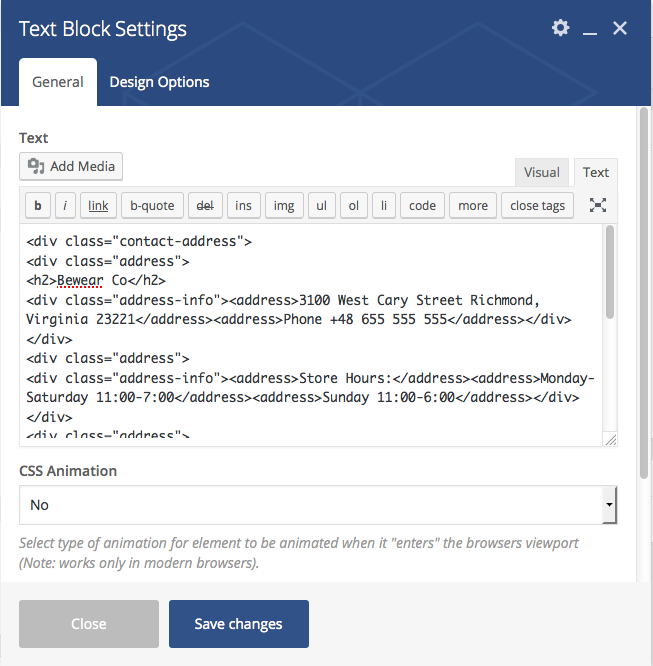 Text Block Settings
General
Design Options
Text
Add Media
Visual
Text
b
i
link
b-quote
del
ins
img
ul
ol
li
code
more
close tags
<div class="contact-address">
<div class="address">
<h2>Bewear Co</h2>
<div class="address-info"><address>3100 West Cary Street Richmond,
Virginia 23221</address><address>Phone +48 655 555 555</address></div>
</div>
<div class="address">
<div class="address-info"><address>Store Hours:</address><address>Monday-
Saturday 11:00-7:00</address><address>Sunday 11:00-6:00</address></div>
</div>
<div class="address">
CSS Animation
No
Select type of animation for element to be animated when it "enters" the browsers viewport
(Note: works only in modern browsers).
Close
Save changes